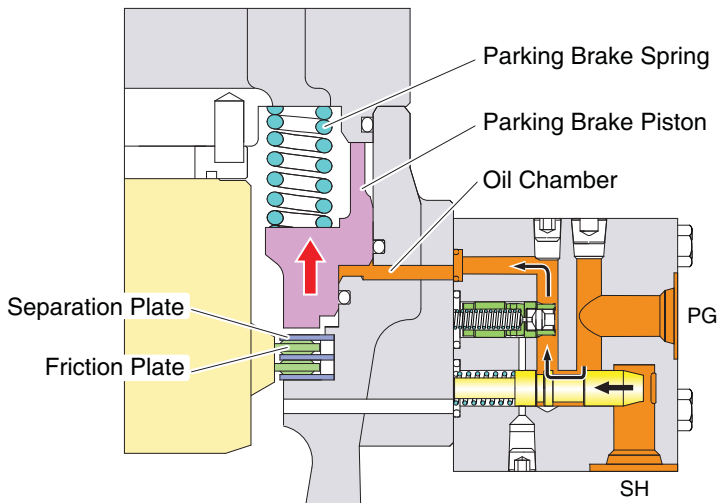 Parking Brake Spring
Parking Brake Piston
Oil Chamber
Separation Plate
Friction Plate
PG
SH